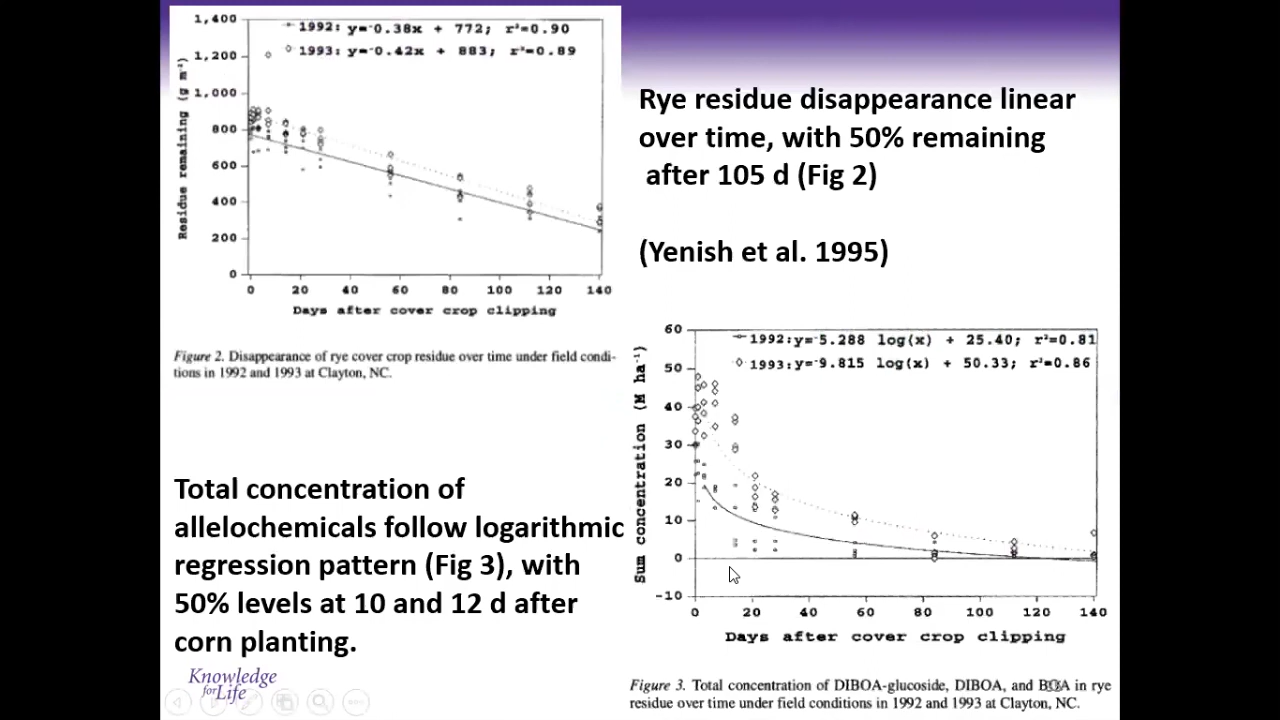 1,400
1,200
1,000
800
600
400
200
0
Residue remaining (g m⁻²)
1992: y=⁻0.38x + 772; r²=0.90
1993: y=⁻0.42x + 883; r²=0.89
0 20 40 60 80 100 120 140
Days after cover crop clipping
Figure 2. Disappearance of rye cover crop residue over time under field condi-
tions in 1992 and 1993 at Clayton, NC.
Rye residue disappearance linear
over time, with 50% remaining
after 105 d (Fig 2)
(Yenish et al. 1995)
Total concentration of
allelochemicals follow logarithmic
regression pattern (Fig 3), with
50% levels at 10 and 12 d after
corn planting.
60
50
40
30
20
10
0
-10
Sum concentration (M ha⁻¹)
1992:y=⁻5.288 log(x) + 25.40; r²=0.81
1993:y=⁻9.815 log(x) + 50.33; r²=0.86
0 20 40 60 80 100 120 140
Days after cover crop clipping
Figure 3. Total concentration of DIBOA-glucoside, DIBOA, and BOA in rye
residue over time under field conditions in 1992 and 1993 at Clayton, NC.
Knowledge
for Life